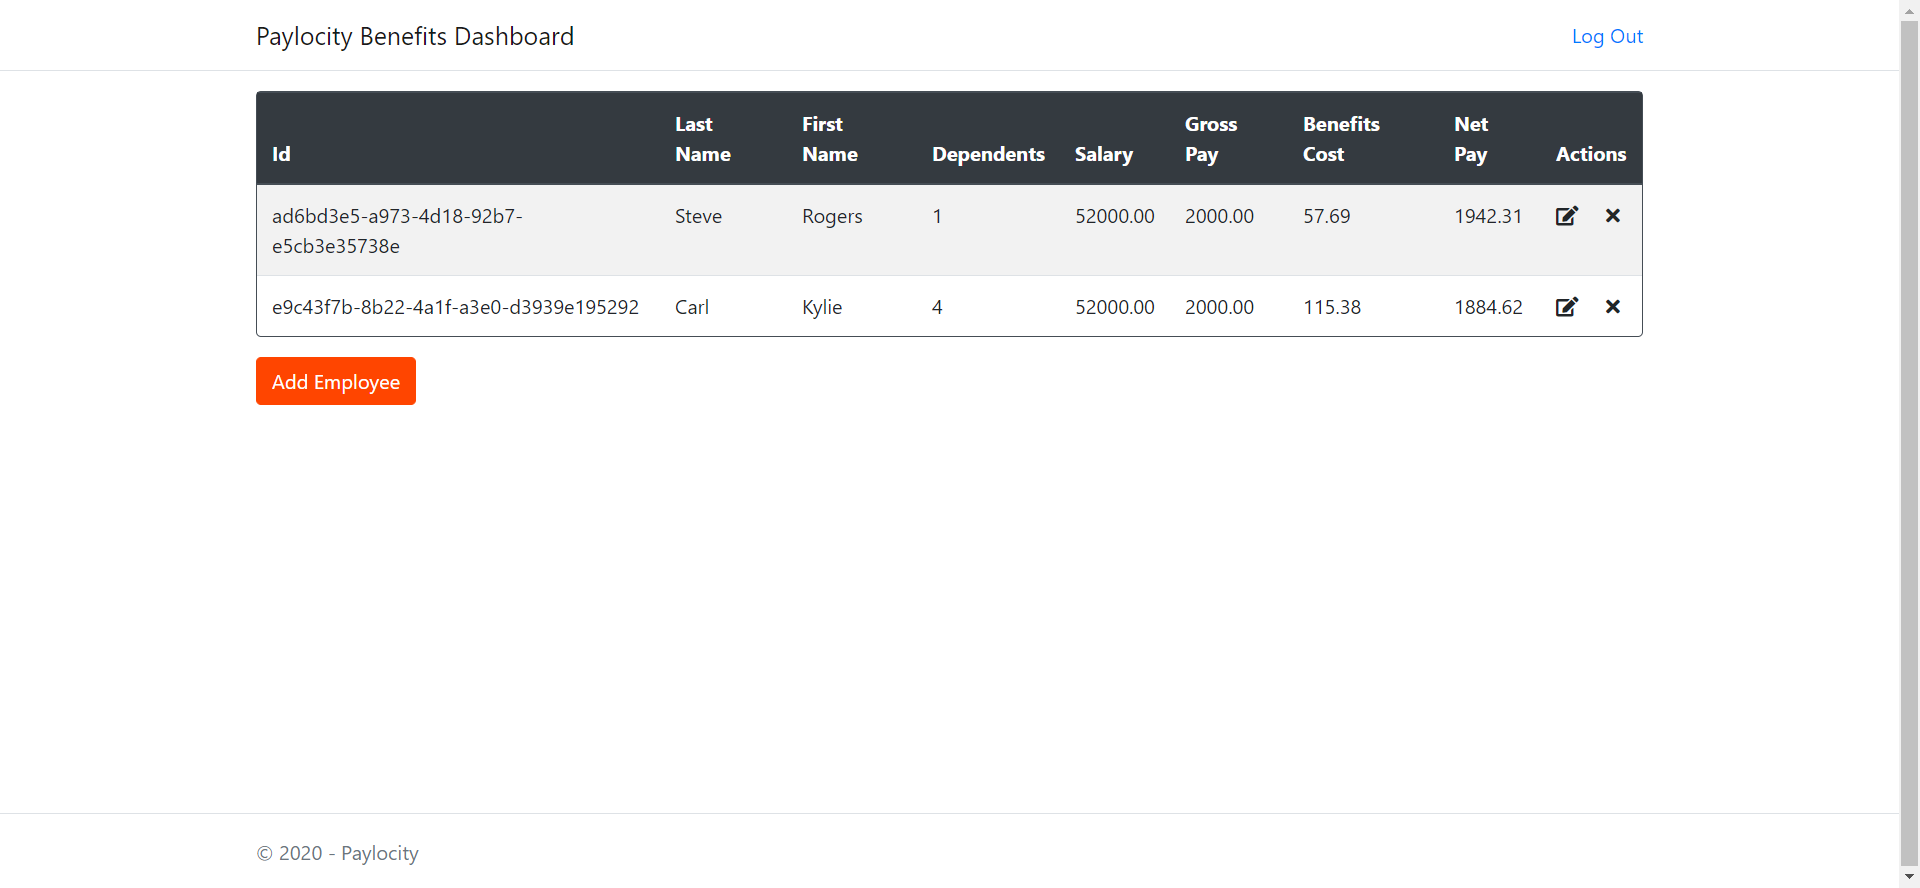 Paylocity Benefits Dashboard Log Out
Id Last Name First Name Dependents Salary Gross Pay Benefits Cost Net Pay Actions
ad6bd3e5-a973-4d18-92b7- Steve Rogers 1 52000.00 2000.00 57.69 1942.31
e5cb3e35738e
e9c43f7b-8b22-4a1f-a3e0-d3939e195292 Carl Kylie 4 52000.00 2000.00 115.38 1884.62
Add Employee
© 2020 - Paylocity